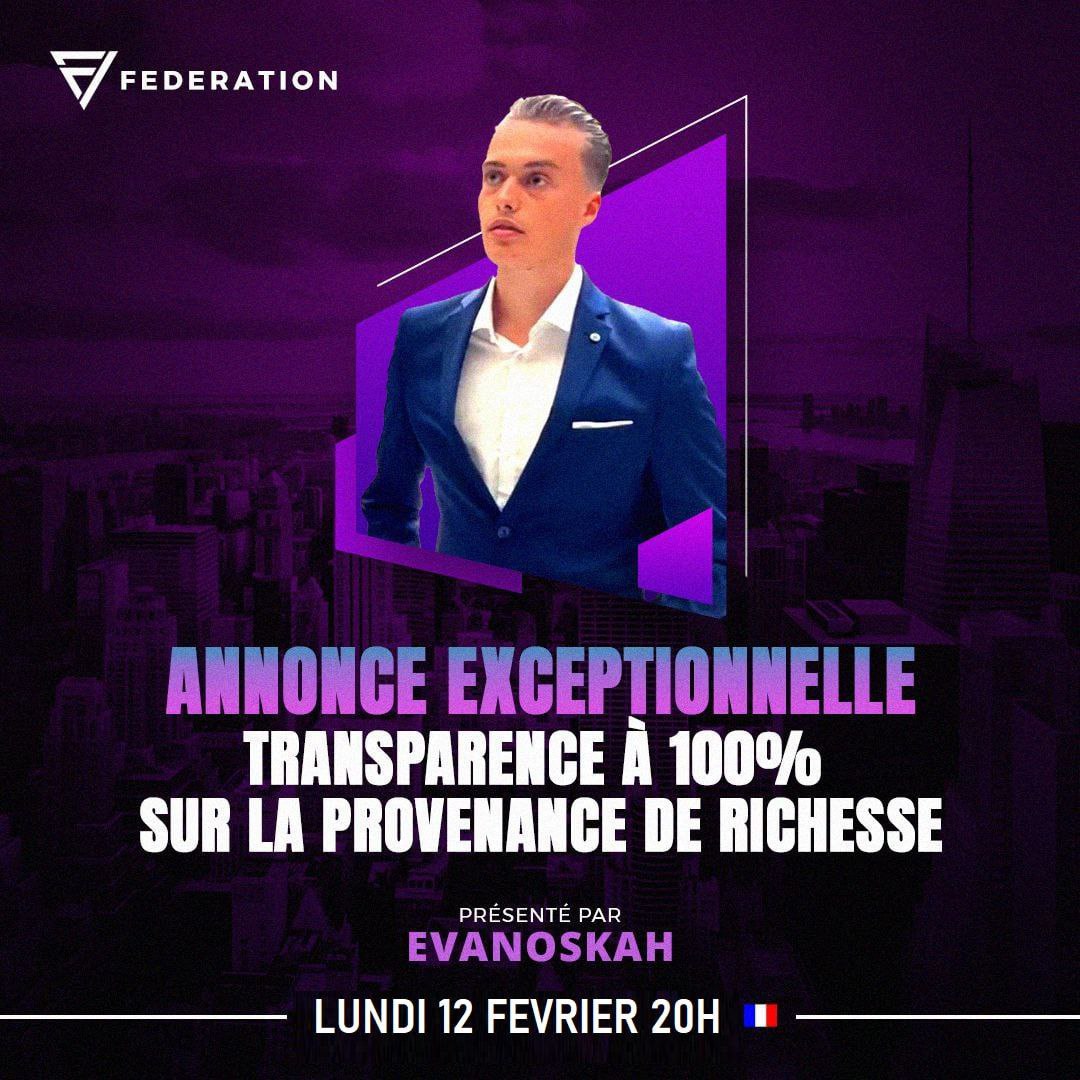 FEDERATION
ANNONCE EXCEPTIONNELLE
TRANSPARENCE À 100%
SUR LA PROVENANCE DE RICHESSE
PRÉSENTÉ PAR
EVANOSKAH
LUNDI 12 FEVRIER 20H